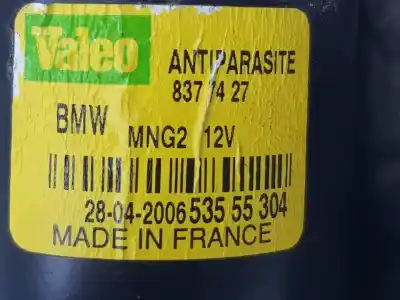 Valeo
ANTIPARASITE
837 74 27
BMW
MNG2 12V
28-04-2006 535 55 304
MADE IN FRANCE